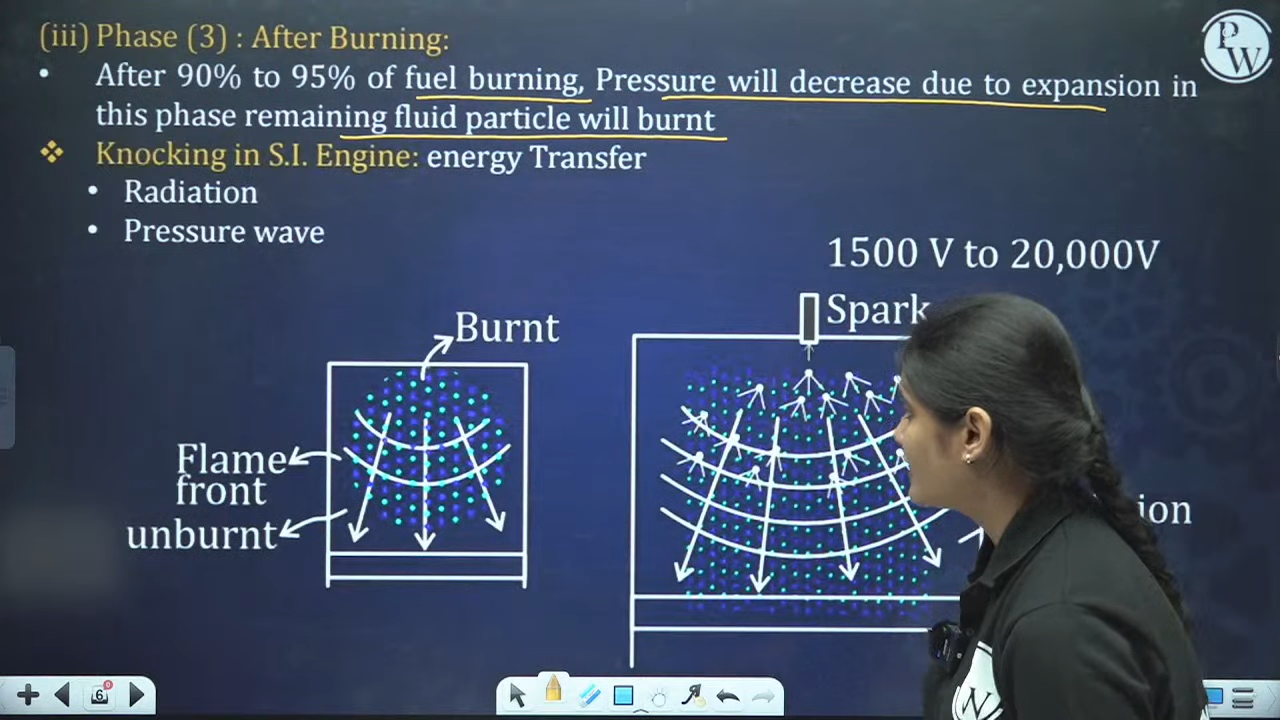 (iii) Phase (3) : After Burning:
• After 90% to 95% of fuel burning, Pressure will decrease due to expansion in
this phase remaining fluid particle will burnt
❖ Knocking in S.I. Engine: energy Transfer
• Radiation
• Pressure wave
1500 V to 20,000V
Spark
Burnt
Flame
front
unburnt
PW
6